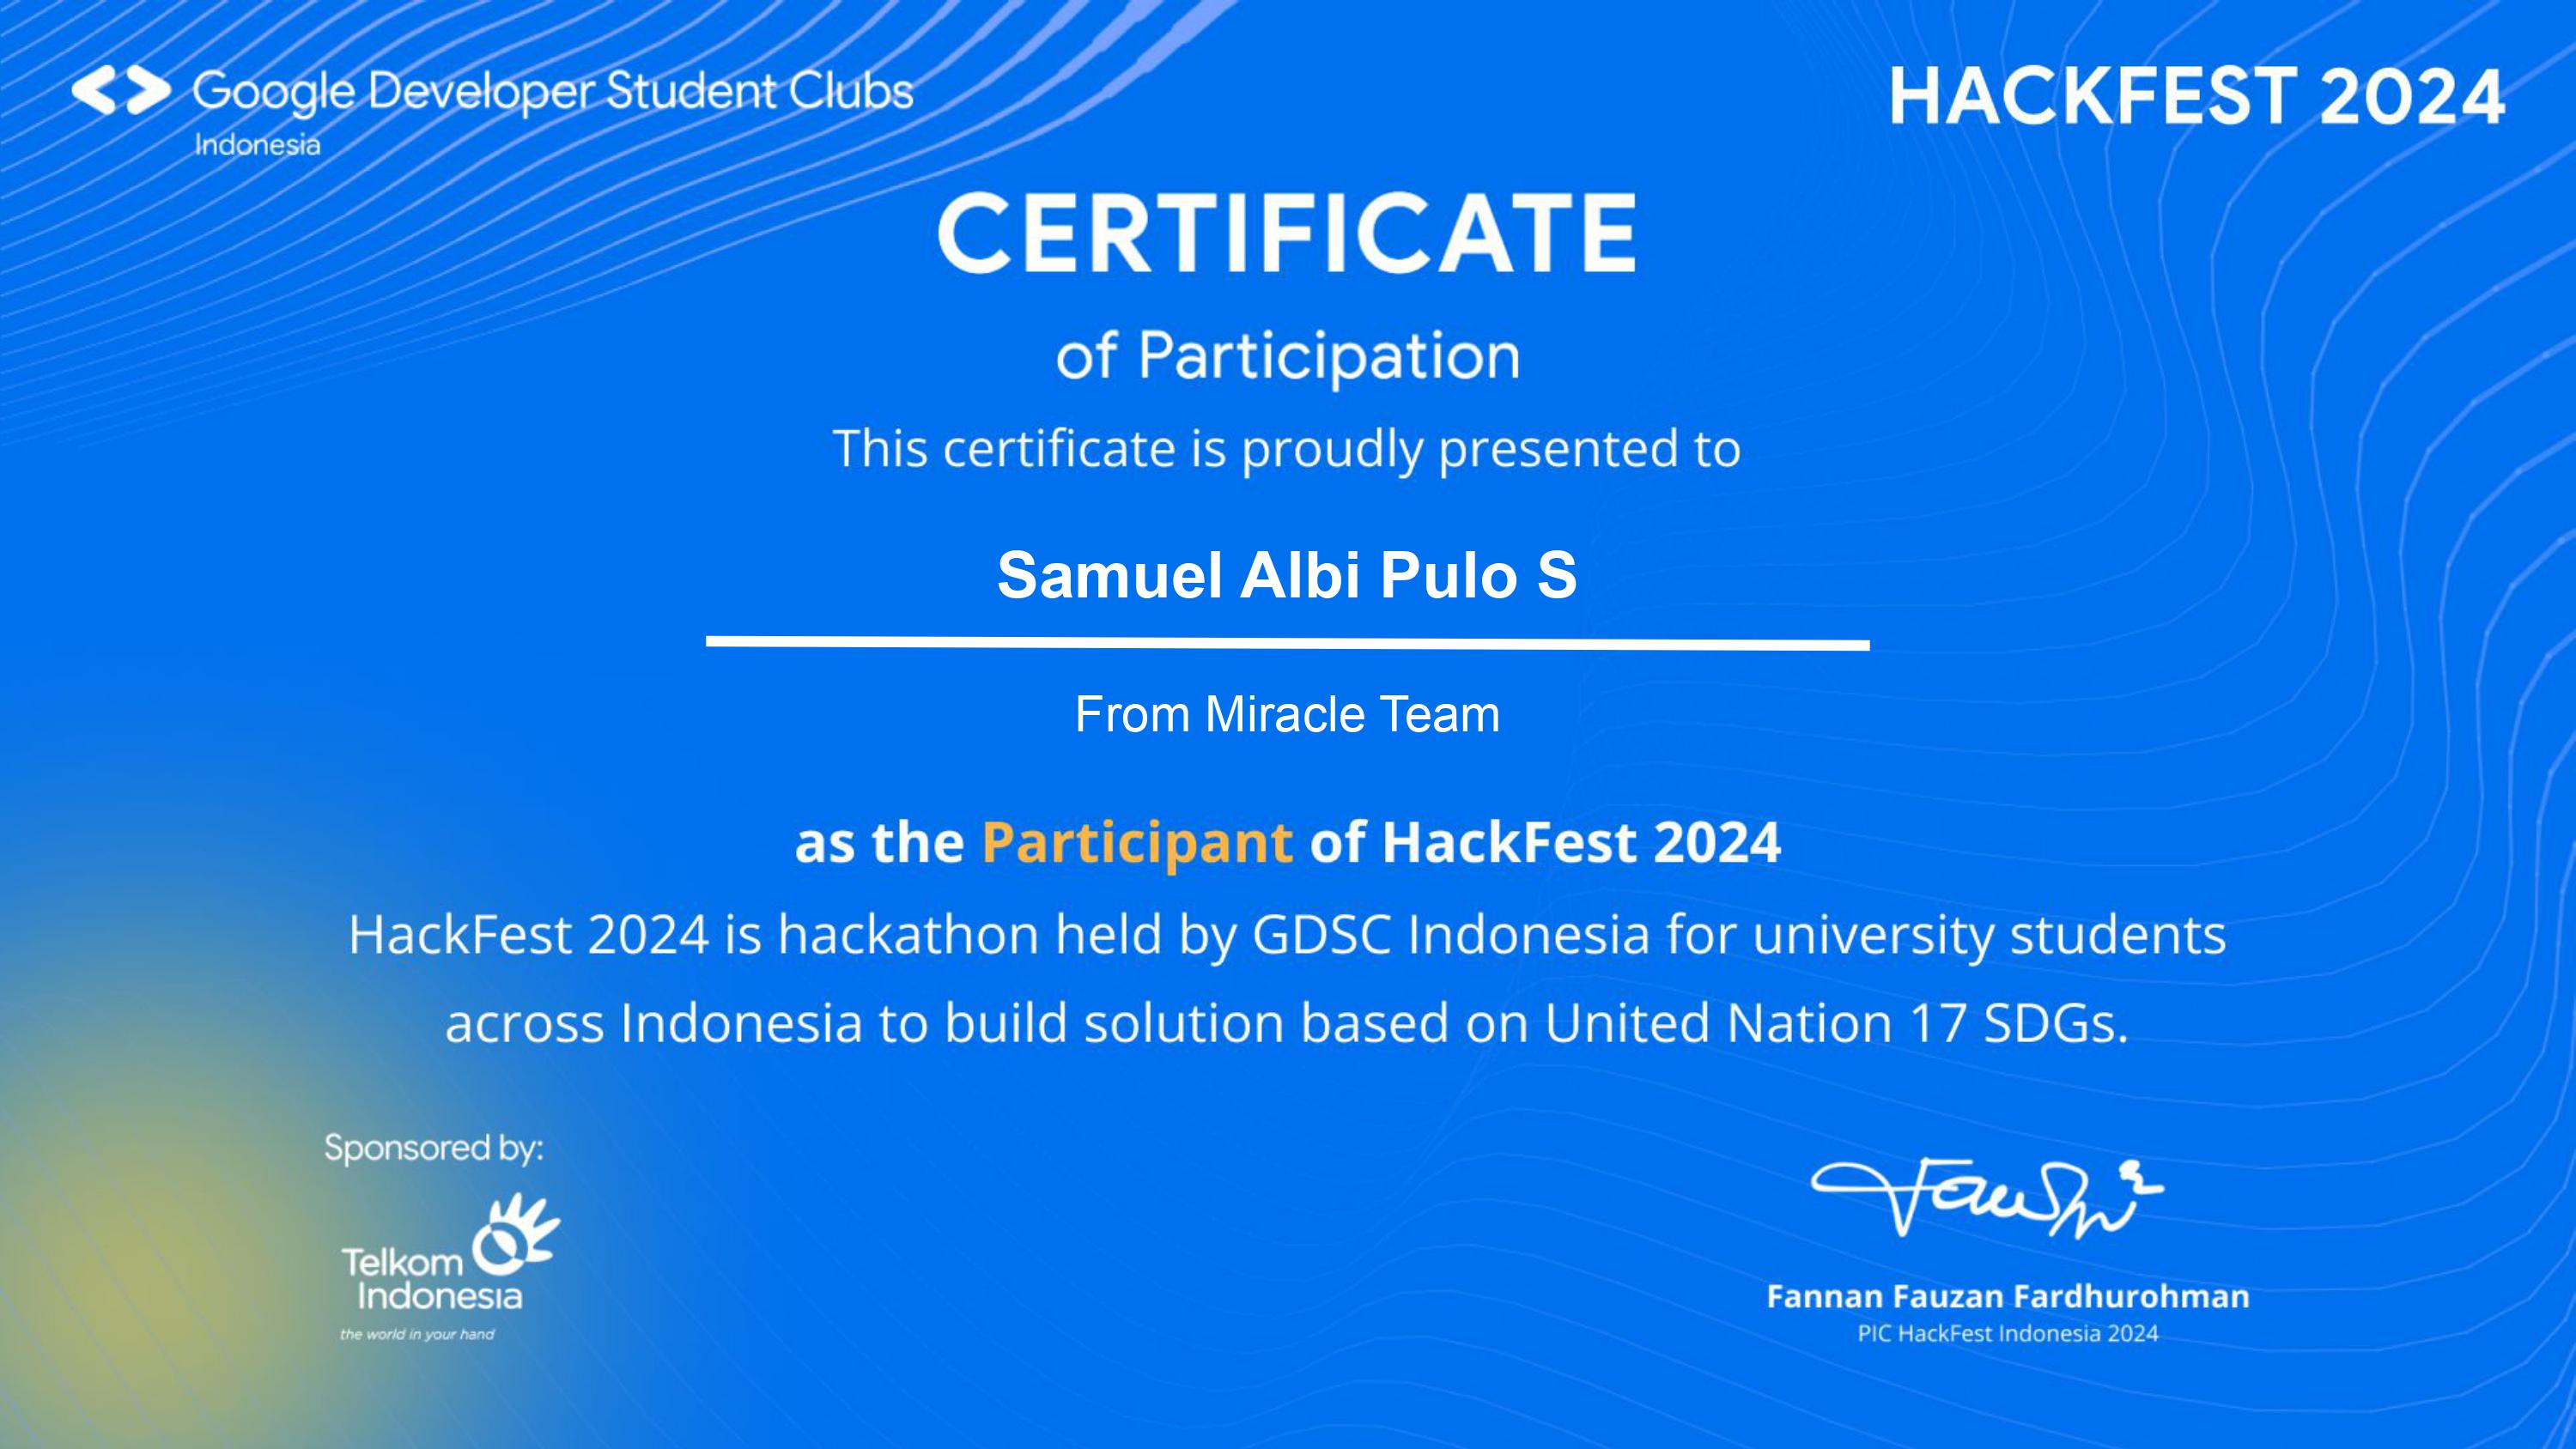 Google Developer Student Clubs
Indonesia
HACKFEST 2024
CERTIFICATE
of Participation
This certificate is proudly presented to
Samuel Albi Pulo S
From Miracle Team
as the Participant of HackFest 2024
HackFest 2024 is hackathon held by GDSC Indonesia for university students
across Indonesia to build solution based on United Nation 17 SDGs.
Sponsored by:
Telkom
Indonesia
the world in your hand
Fannan Fauzan Fardhurohman
PIC HackFest Indonesia 2024